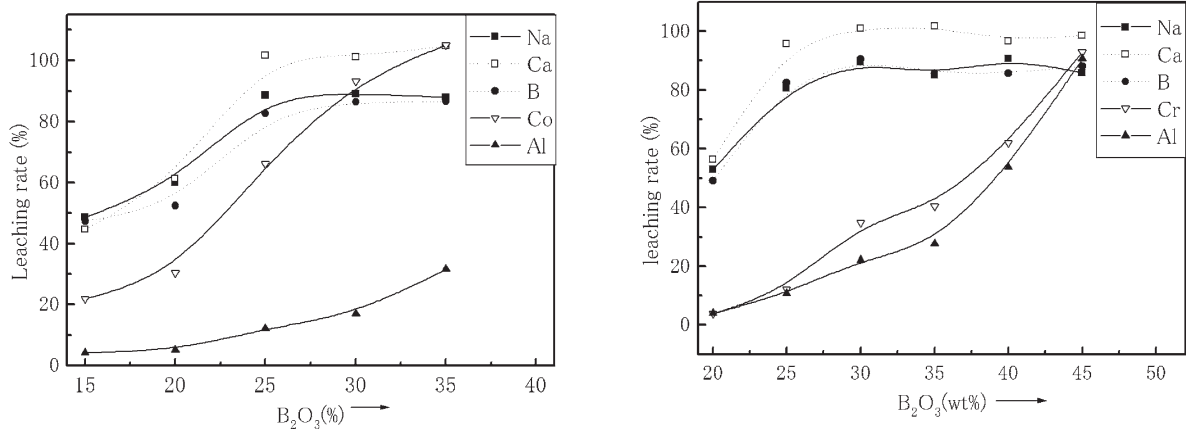 Leaching rate (%)
100
80
60
40
20
0
15 20 25 30 35 40
B₂O₃(%)
Na
Ca
B
Co
Al
leaching rate (%)
100
80
60
40
20
0
20 25 30 35 40 45 50
B₂O₃(wt%)
Na
Ca
B
Cr
Al